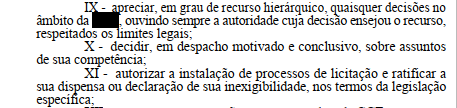 IX - apreciar, em grau de recurso hierárquico, quaisquer decisões no
âmbito da , ouvindo sempre a autoridade cuja decisão ensejou o recurso,
respeitados os limites legais;
X - decidir, em despacho motivado e conclusivo, sobre assuntos
de sua competência;
XI - autorizar a instalação de processos de licitação e ratificar a
sua dispensa ou declaração de sua inexigibilidade, nos termos da legislação
específica;